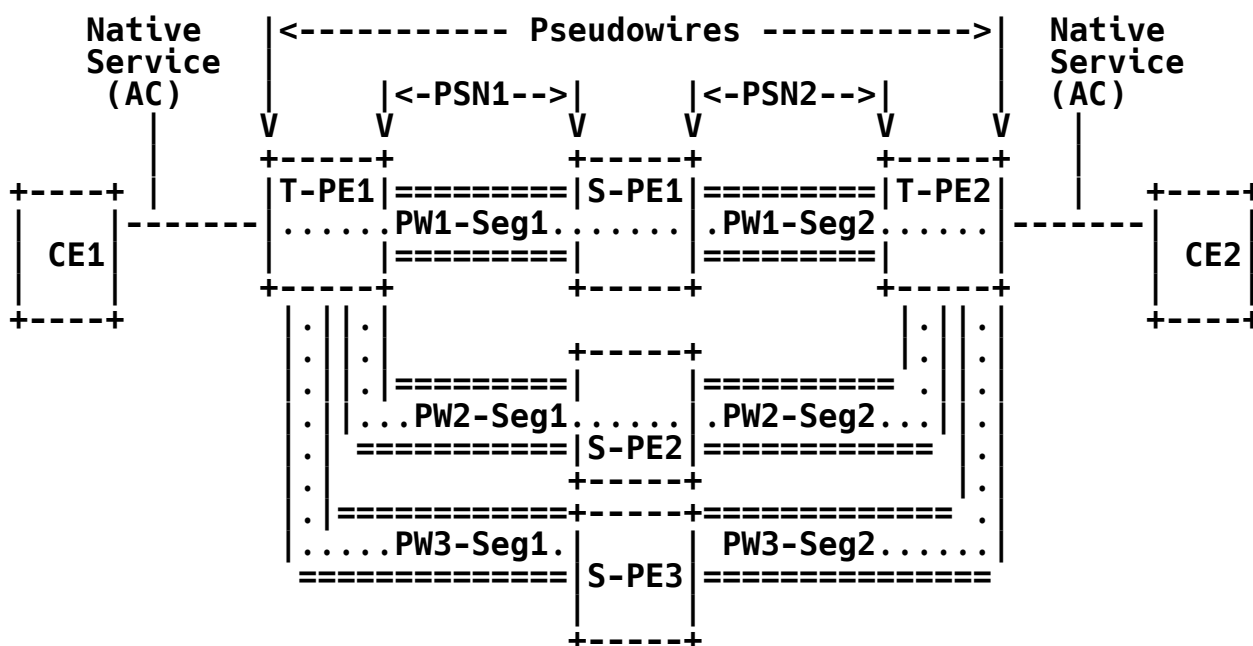 Native |<----------- Pseudowires ----------->| Native
Service | | Service
(AC) | |<-PSN1-->| |<-PSN2-->| | (AC)
| V V V V V V |
| +-----+ +-----+ +-----+ |
+----+ | |T-PE1|=========|S-PE1|=========|T-PE2| | +----+
| |-------|......PW1-Seg1.......|.PW1-Seg2......|-------| |
| CE1| | |=========| |=========| | | CE2|
| | +-----+ +-----+ +-----+ | |
+----+ |.||.| |.||.| +----+
|.||.| +-----+ |.||.|
|.||.|=========| |========== .||.|
|.||...PW2-Seg1......|.PW2-Seg2...||.|
|.| ===========|S-PE2|============ |.|
|.| +-----+ |.|
|.|============+-----+============= .|
|.....PW3-Seg1.| | PW3-Seg2......|
==============|S-PE3|===============
| |
+-----+